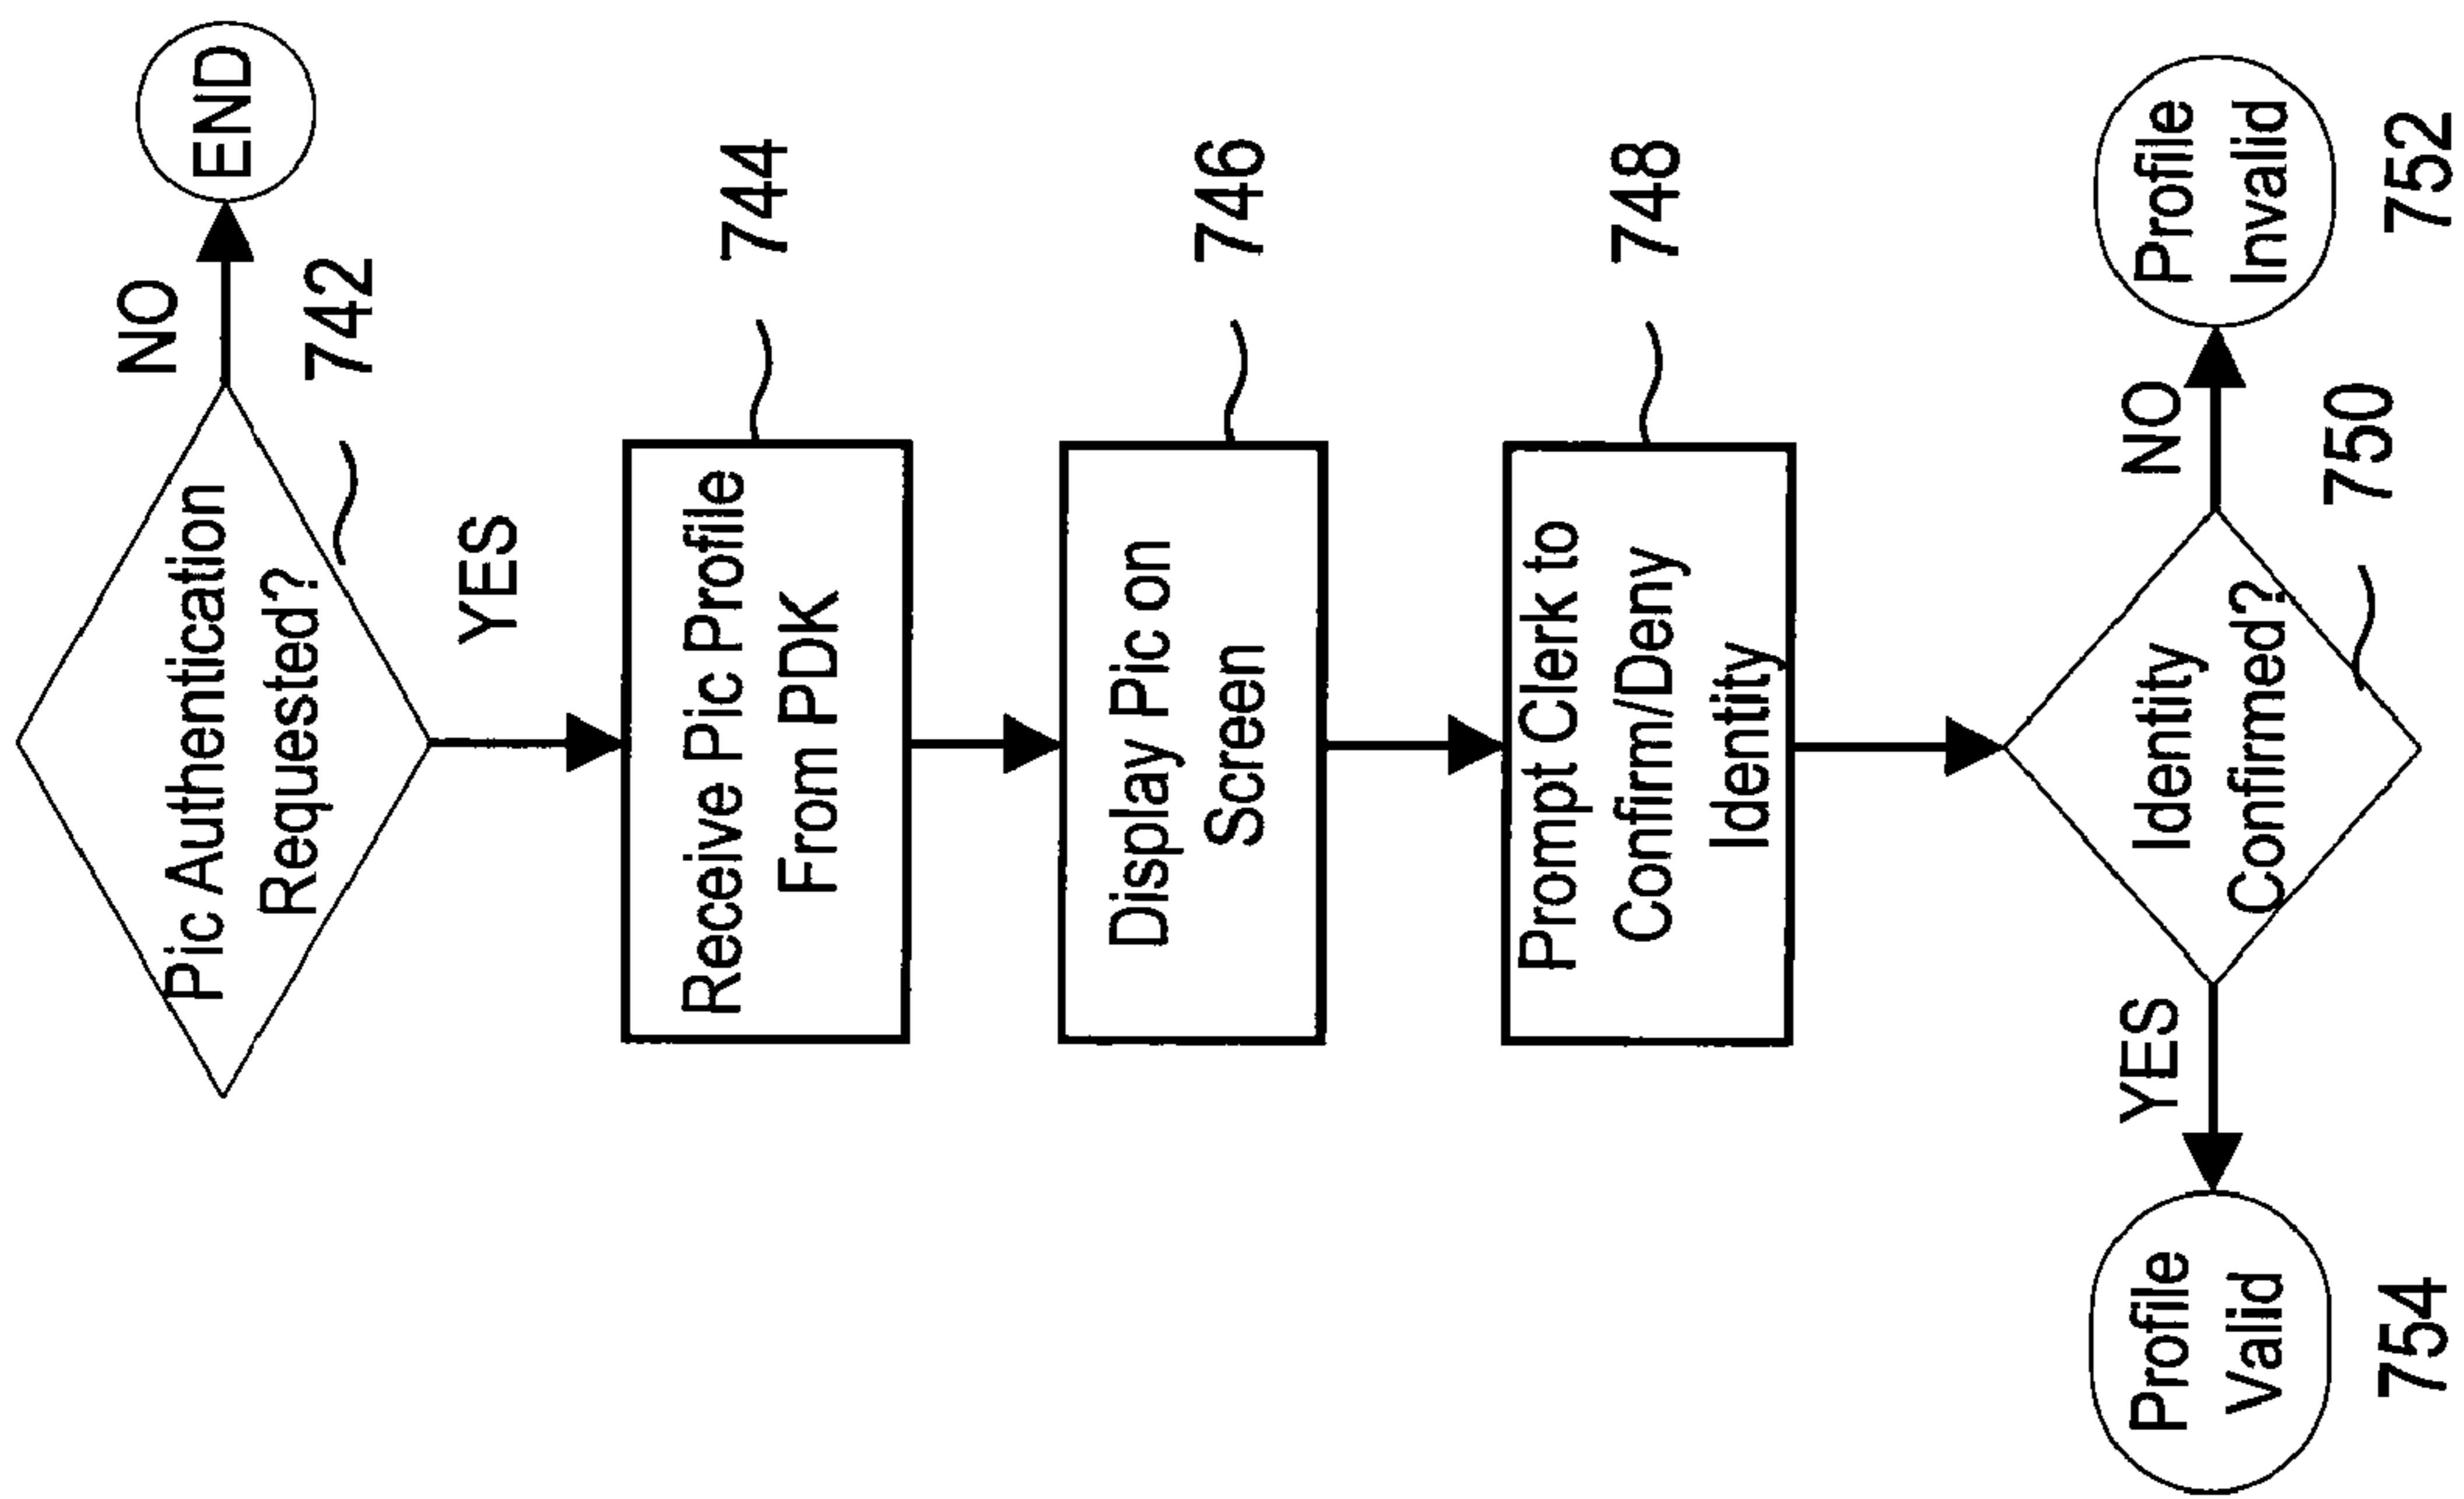 Pic Authentication
Requested?
NO
END
742
YES
Receive Pic Profile
From PDK
744
Display Pic on
Screen
746
Prompt Clerk to
Confirm/Deny
Identity
748
Identity
Confirmed?
750
YES
NO
Profile
Valid
754
Profile
Invalid
752